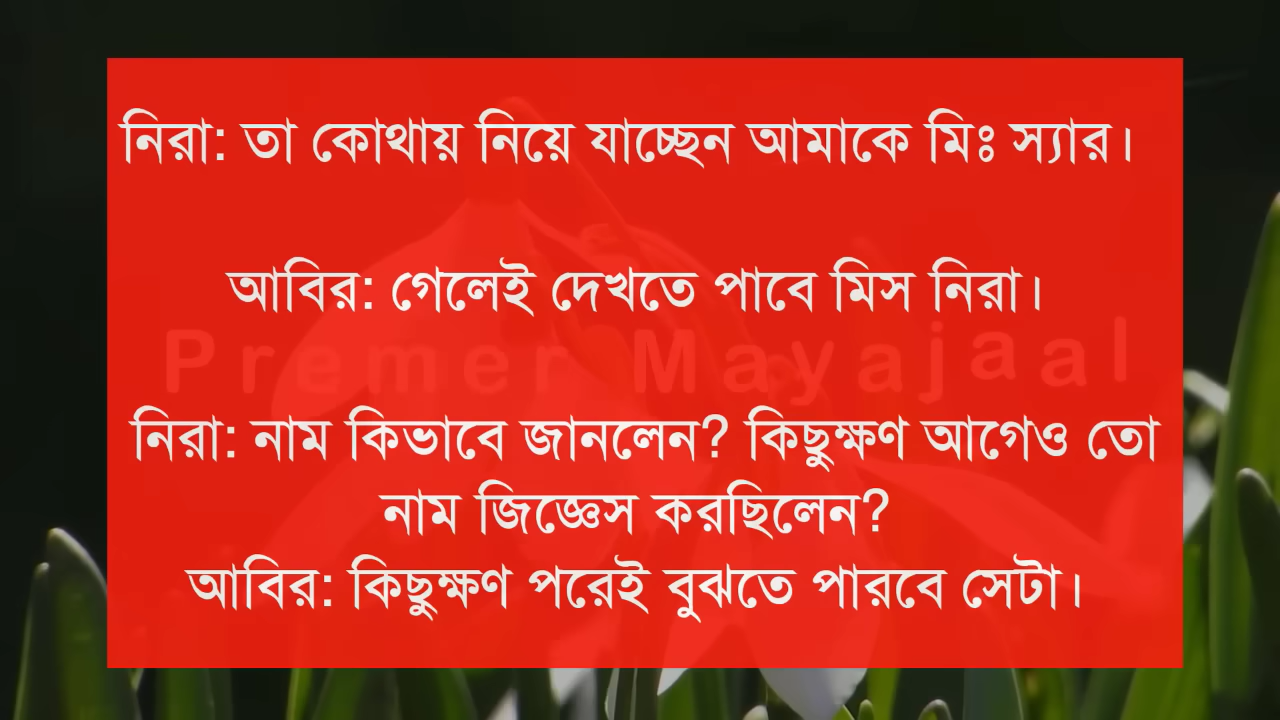 নিরা: তা কোথায় নিয়ে যাচ্ছেন আমাকে মিঃ স্যার।
আবির: গেলেই দেখতে পাবে মিস নিরা।
Premer Mayajaal
নিরা: নাম কিভাবে জানলেন? কিছুক্ষণ আগেও তো
নাম জিজ্ঞেস করছিলেন?
আবির: কিছুক্ষণ পরেই বুঝতে পারবে সেটা।